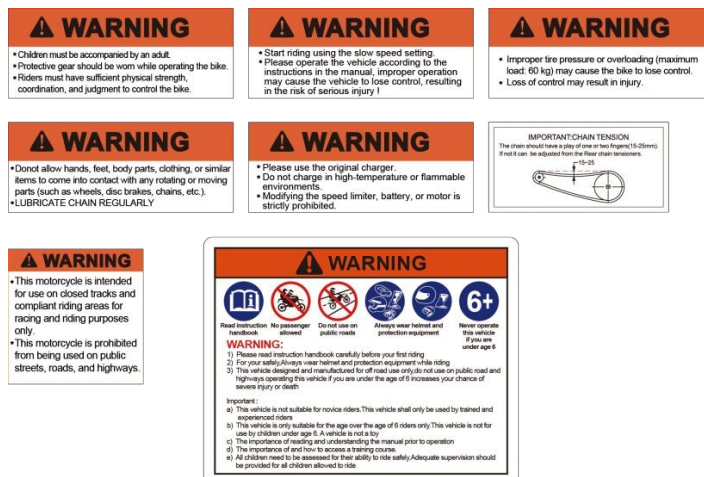 WARNING
• Children must be accompanied by an adult.
• Protective gear should be worn while operating the bike.
• Riders must have sufficient physical strength,
coordination, and judgment to control the bike.
WARNING
• Start riding using the slow speed setting.
• Please operate the vehicle according to the
instructions in the manual, improper operation
may cause the vehicle to lose control, resulting
in the risk of serious injury !
WARNING
• Improper tire pressure or overloading (maximum
load: 60 kg) may cause the bike to lose control.
• Loss of control may result in injury.
WARNING
• Donot allow hands, feet, body parts, clothing, or similar
items to come into contact with any rotating or moving
parts (such as wheels, disc brakes, chains, etc.).
• LUBRICATE CHAIN REGULARLY
WARNING
• Please use the original charger.
• Do not charge in high-temperature or flammable
environments.
• Modifying the speed limiter, battery, or motor is
strictly prohibited.
IMPORTANT:CHAIN TENSION
The chain should have a play of one or two fingers(15-25mm).
If not it can be adjusted from the Rear chain tensioners.
15-25
WARNING
• This motorcycle is intended
for use on closed tracks and
compliant riding areas for
racing and riding purposes
only.
• This motorcycle is prohibited
from being used on public
streets, roads, and highways.
WARNING
6+
Read instruction
handbook
No passenger
allowed
Do not use on
public roads
Always wear helmet and
protection equipment
Never operate
this vehicle
if you are
under age 6
WARNING:
1) Please read instruction handbook carefully before your first riding
2) For your safely,Always wear helmet and protection equipment while riding
3) This vehicle designed and manufactured for off road use only,do not use on public road and
highways operating this vehicle if you are under the age of 6 increases your chance of
severe injury or death
Important :
a) This vehicle is not suitable for novice riders.This vehicle shall only be used by trained and
experienced riders
b) This vehicle is only suitable for the age over the age of 6 riders only.This vehicle is not for
use by children under age 6. A vehicle is not a toy
c) The importance of reading and understanding the manual prior to operation
d) The importance of and how to access a training course.
e) All children need to be assessed for their ability to ride safely.Adequate supervision should
be provided for all children allowed to ride